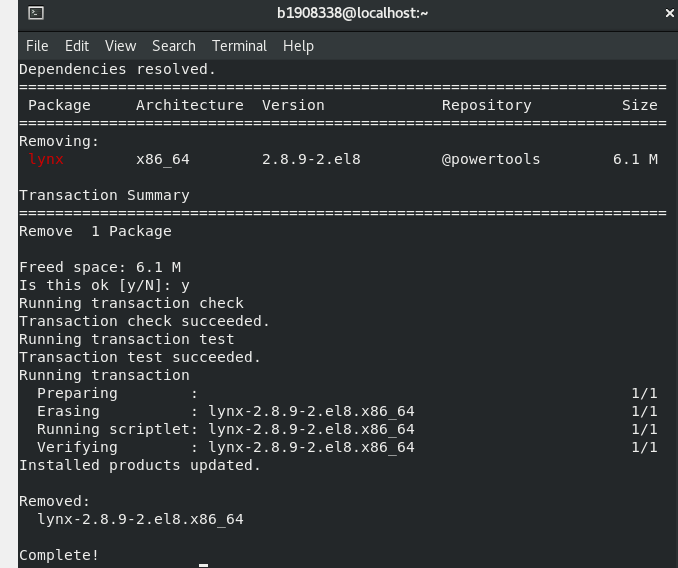 b1908338@localhost:~
File Edit View Search Terminal Help
Dependencies resolved.
========================================================================
Package Architecture Version Repository Size
========================================================================
Removing:
lynx x86_64 2.8.9-2.el8 @powertools 6.1 M
Transaction Summary
========================================================================
Remove 1 Package
Freed space: 6.1 M
Is this ok [y/N]: y
Running transaction check
Transaction check succeeded.
Running transaction test
Transaction test succeeded.
Running transaction
Preparing : 1/1
Erasing : lynx-2.8.9-2.el8.x86_64 1/1
Running scriptlet: lynx-2.8.9-2.el8.x86_64 1/1
Verifying : lynx-2.8.9-2.el8.x86_64 1/1
Installed products updated.
Removed:
lynx-2.8.9-2.el8.x86_64
Complete!